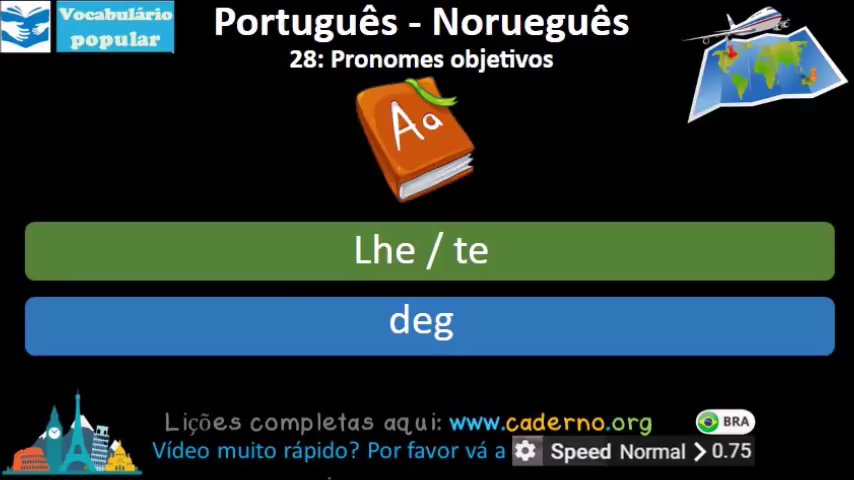 Vocabulário
popular
Português - Norueguês
28: Pronomes objetivos
Aa
Lhe / te
deg
Lições completas aqui: www.caderno.org
BRA
Vídeo muito rápido? Por favor vá a Speed Normal > 0.75